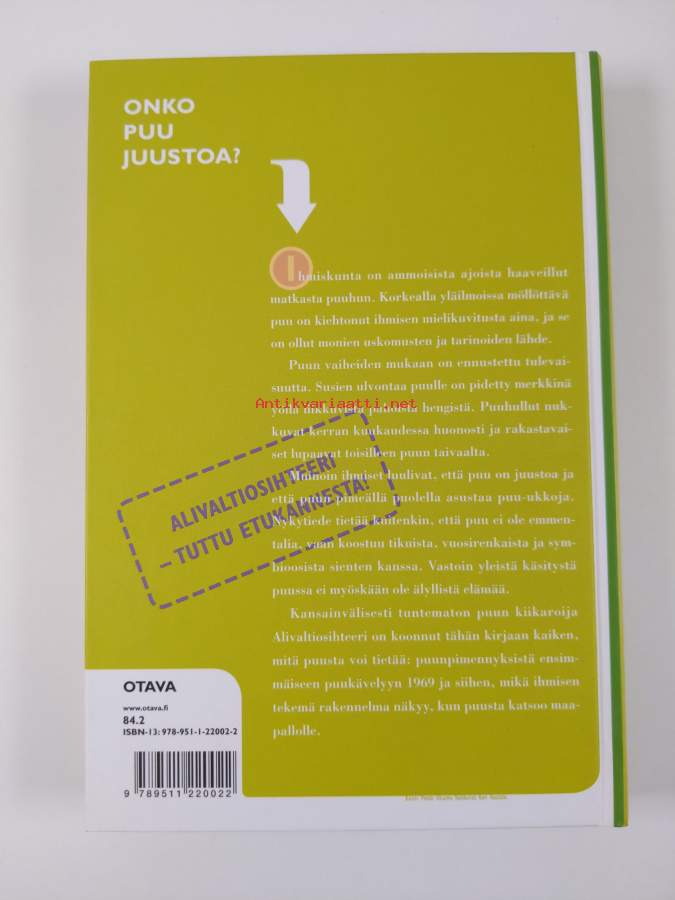 ONKO
PUU
JUUSTOA?
Ihmiskunta on ammoisista ajoista haaveillut
matkasta puuhun. Korkealla yläilmoissa möllöttävä
puu on kiehtonut ihmisen mielikuvitusta aina, ja se
on ollut monien uskomusten ja tarinoiden lähde.
Puun vaiheiden mukaan on ennustettu tulevai-
suutta. Susien ulvontaa puulle on pidetty merkkinä
Antikvariaatti.net
yöllä liikkuvista pahoista hengistä. Puuhullut nuk-
kuvat kerran kuukaudessa huonosti ja rakastavai-
set lupaavat toisilleen puun taivaalta.
Muinoin ihmiset luulivat, että puu on juustoa ja
että puun pimeällä puolella asustaa puu-ukkoja.
Nykytiede tietää kuitenkin, että puu ei ole emmen-
talia, vaan koostuu tikuista, vuosirenkaista ja sym-
bioosista sienten kanssa. Vastoin yleistä käsitystä
puussa ei myöskään ole älyllistä elämää.
Kansainvälisesti tuntematon puun kiikaroija
Alivaltiosihteeri on koonnut tähän kirjaan kaiken,
mitä puusta voi tietää: puunpimennyksistä ensim-
mäiseen puukävelyyn 1969 ja siihen, mikä ihmisen
tekemä rakennelma näkyy, kun puusta katsoo maa-
pallolle.
ALIVALTIOSIHTEERI
– TUTTU ETUKANNESTA!
OTAVA
www.otava.fi
84.2
ISBN-13: 978-951-1-22002-2
9 789511 220022